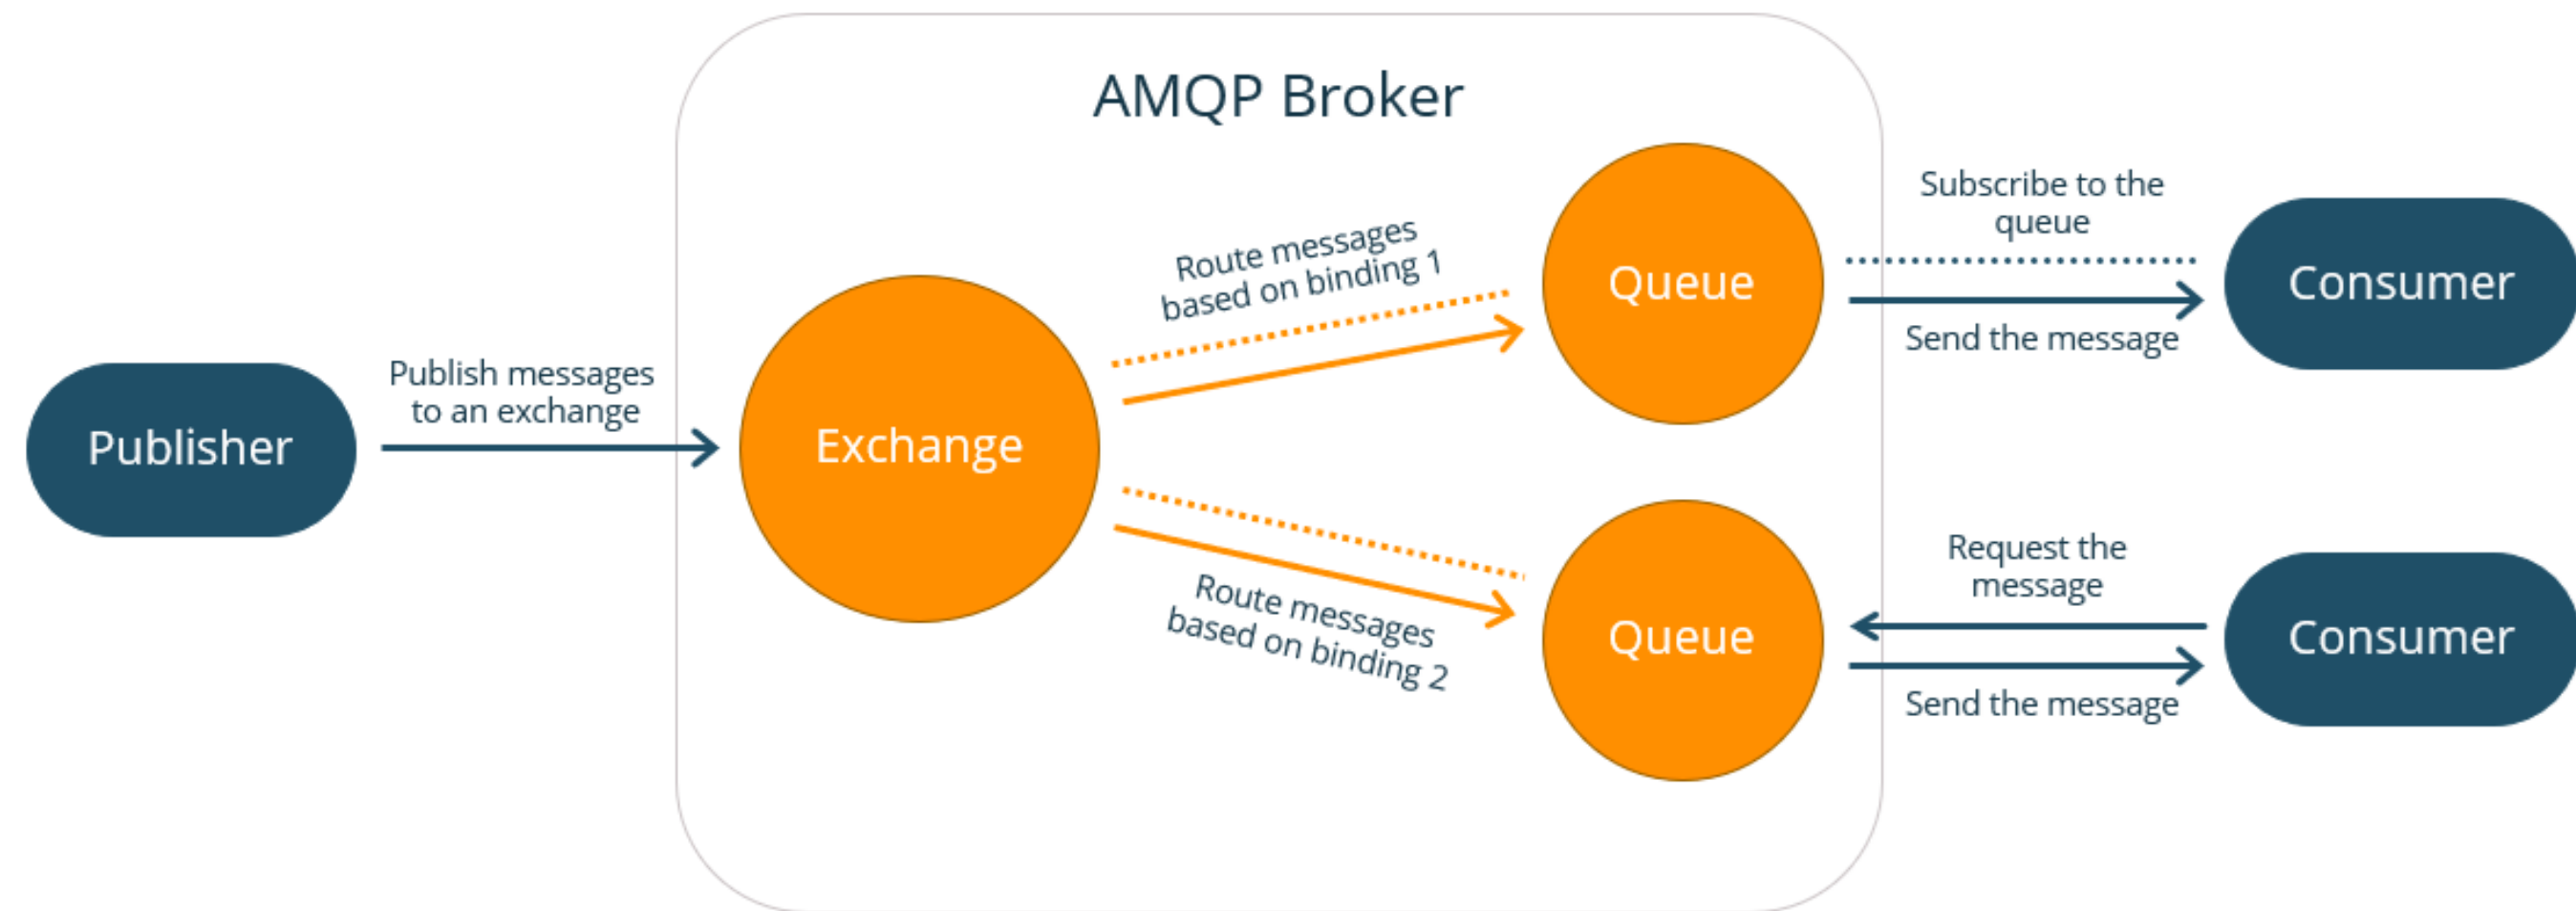 AMQP Broker
Publisher
Publish messages
to an exchange
Exchange
Route messages
based on binding 1
Route messages
based on binding 2
Queue
Subscribe to the
queue
Send the message
Consumer
Queue
Request the
message
Send the message
Consumer